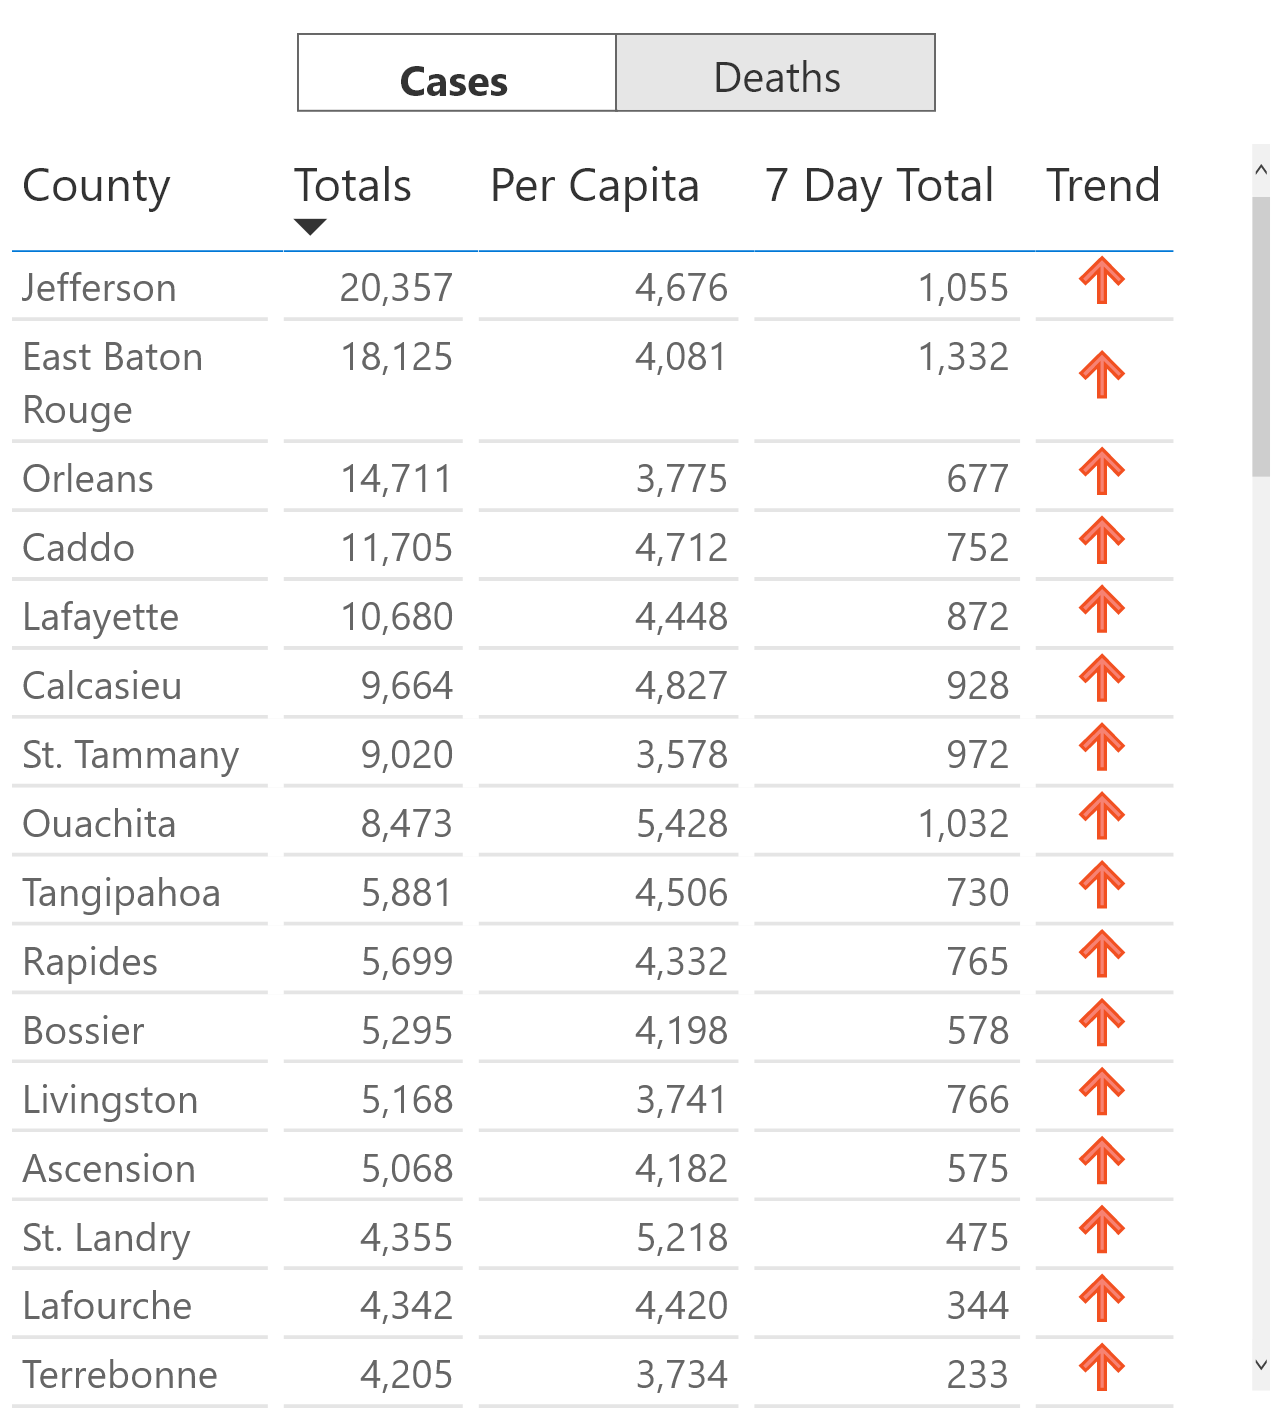 Cases Deaths
County Totals Per Capita 7 Day Total Trend
Jefferson 20,357 4,676 1,055
East Baton 18,125 4,081 1,332
Rouge
Orleans 14,711 3,775 677
Caddo 11,705 4,712 752
Lafayette 10,680 4,448 872
Calcasieu 9,664 4,827 928
St. Tammany 9,020 3,578 972
Ouachita 8,473 5,428 1,032
Tangipahoa 5,881 4,506 730
Rapides 5,699 4,332 765
Bossier 5,295 4,198 578
Livingston 5,168 3,741 766
Ascension 5,068 4,182 575
St. Landry 4,355 5,218 475
Lafourche 4,342 4,420 344
Terrebonne 4,205 3,734 233